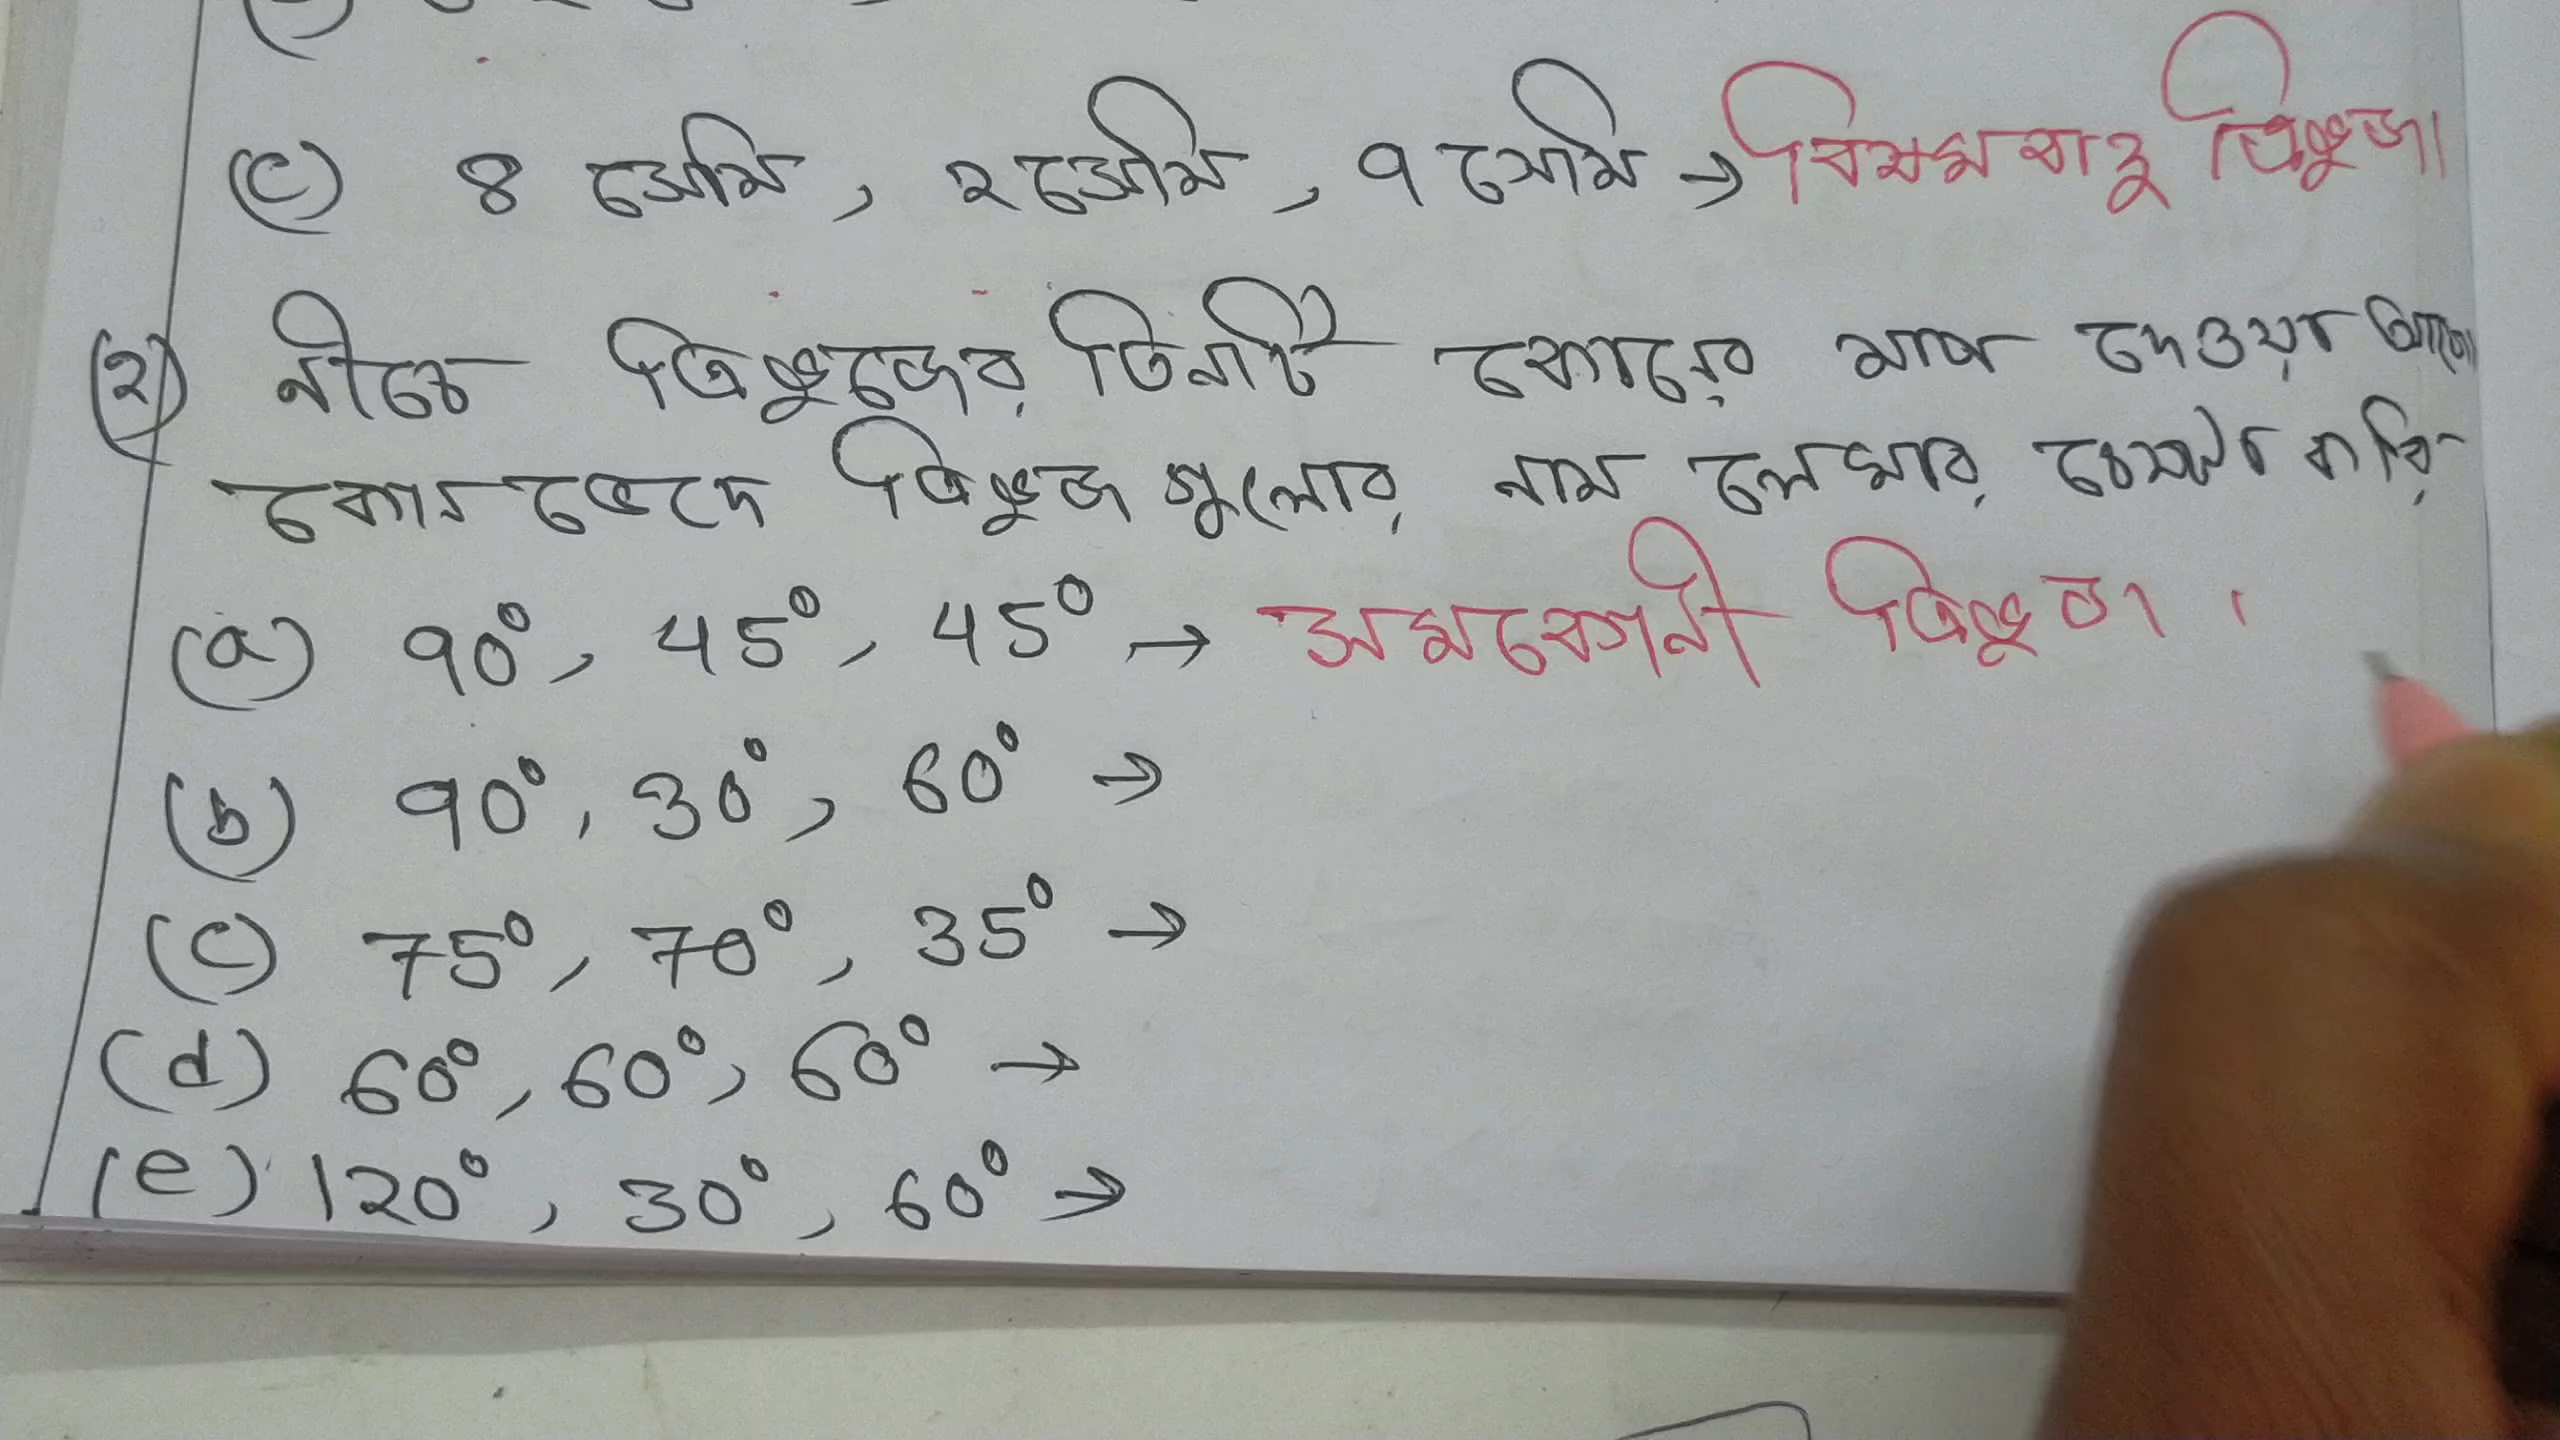 (c) ৪ সেমি, ২ সেমি, ৭ সেমি → বিষমবাহু ত্রিভুজ।
(২) নীচে ত্রিভুজের তিনটি কোনের মাপ দেওয়া আছে।
কোন ভেদে ত্রিভুজ গুলোর নাম লেখার চেষ্টা করি-
(a) 90°, 45°, 45° → সমকোনী ত্রিভুজ।
(b) 90°, 30°, 60° →
(c) 75°, 70°, 35° →
(d) 60°, 60°, 60° →
(e) 120°, 30°, 60° →